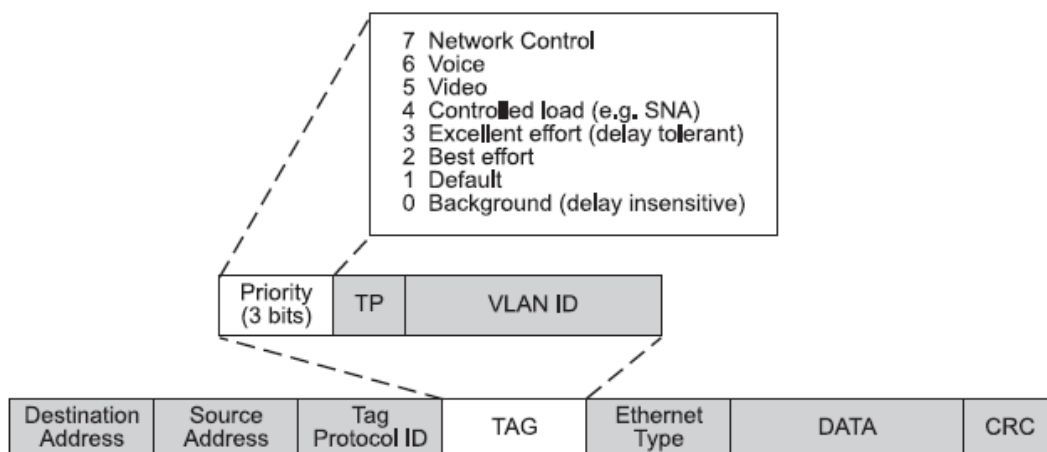 7 Network Control
6 Voice
5 Video
4 Controlled load (e.g. SNA)
3 Excellent effort (delay tolerant)
2 Best effort
1 Default
0 Background (delay insensitive)
Priority
(3 bits)
TP
VLAN ID
Destination
Address
Source
Address
Tag
Protocol ID
TAG
Ethernet
Type
DATA
CRC